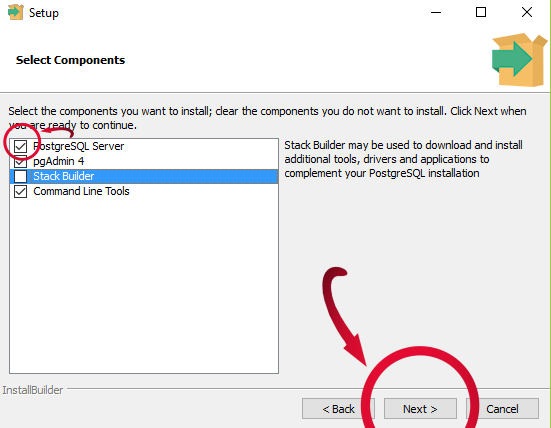 Setup
Select Components
Select the components you want to install; clear the components you do not want to install. Click Next when
you are ready to continue.
PostgreSQL Server
pgAdmin 4
Stack Builder
Command Line Tools
Stack Builder may be used to download and install
additional tools, drivers and applications to
complement your PostgreSQL installation
InstallBuilder
< Back
Next >
Cancel